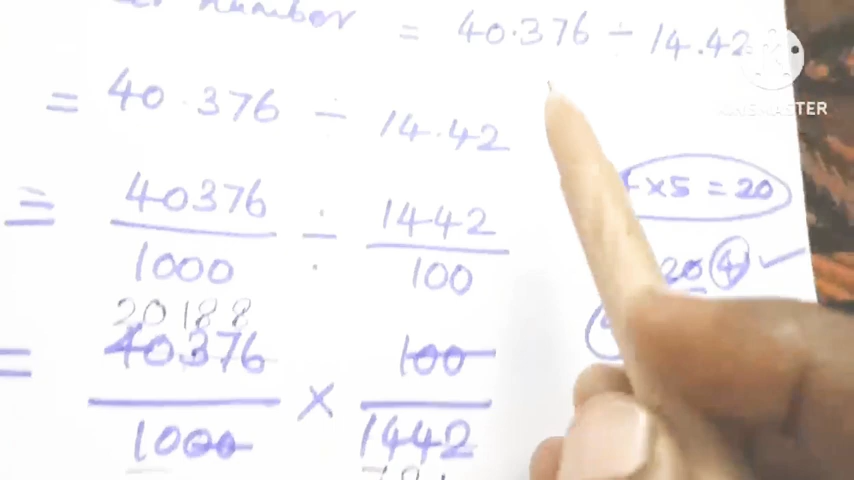 number = 40.376 ÷ 14.42
= 40.376 ÷ 14.42
= 40376/1000 ÷ 1442/100
×5 = 20
20 4 ✓
20188
= 40376/1000 × 100/1442